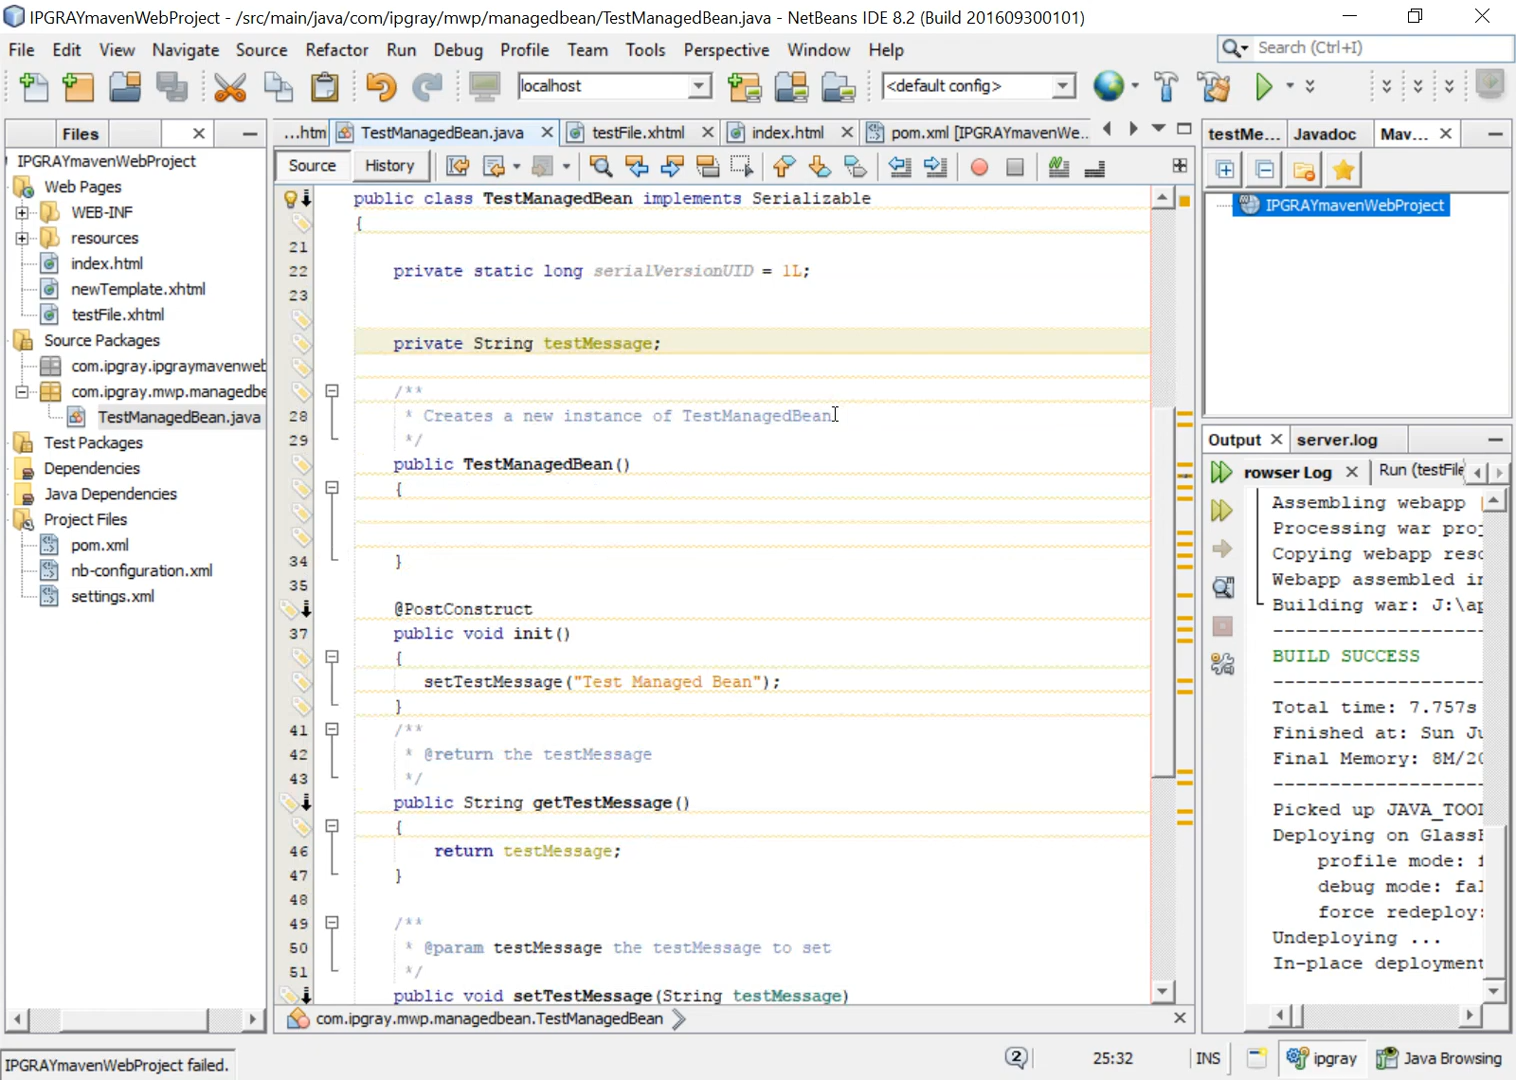 IPGRAYmavenWebProject - /src/main/java/com/ipgray/mwp/managedbean/TestManagedBean.java - NetBeans IDE 8.2 (Build 201609300101)
File Edit View Navigate Source Refactor Run Debug Profile Team Tools Perspective Window Help
Search (Ctrl+I)
localhost
<default config>
Files
...htm
TestManagedBean.java
testFile.xhtml
index.html
pom.xml [IPGRAYmavenWe...
testMe...
Javadoc
Mav...
Source
History
IPGRAYmavenWebProject
Web Pages
WEB-INF
resources
index.html
newTemplate.xhtml
testFile.xhtml
Source Packages
com.ipgray.ipgraymavenweb
com.ipgray.mwp.managedbe
TestManagedBean.java
Test Packages
Dependencies
Java Dependencies
Project Files
pom.xml
nb-configuration.xml
settings.xml
public class TestManagedBean implements Serializable
{
21
22 private static long serialVersionUID = 1L;
23
private String testMessage;
/**
28 * Creates a new instance of TestManagedBean
29 */
public TestManagedBean()
{
34 }
35
@PostConstruct
37 public void init()
{
setTestMessage("Test Managed Bean");
}
41 /**
42 * @return the testMessage
43 */
public String getTestMessage()
{
46 return testMessage;
47 }
48
49 /**
50 * @param testMessage the testMessage to set
51 */
public void setTestMessage(String testMessage)
com.ipgray.mwp.managedbean.TestManagedBean
IPGRAYmavenWebProject
Output
server.log
rowser Log
Run (testFile
Assembling webapp
Processing war proj
Copying webapp reso
Webapp assembled in
Building war: J:\ap
BUILD SUCCESS
Total time: 7.757s
Finished at: Sun Ju
Final Memory: 8M/20
Picked up JAVA_TOOL
Deploying on GlassF
profile mode: f
debug mode: fal
force redeploy:
Undeploying ...
In-place deployment
IPGRAYmavenWebProject failed.
2
25:32
INS
ipgray
Java Browsing